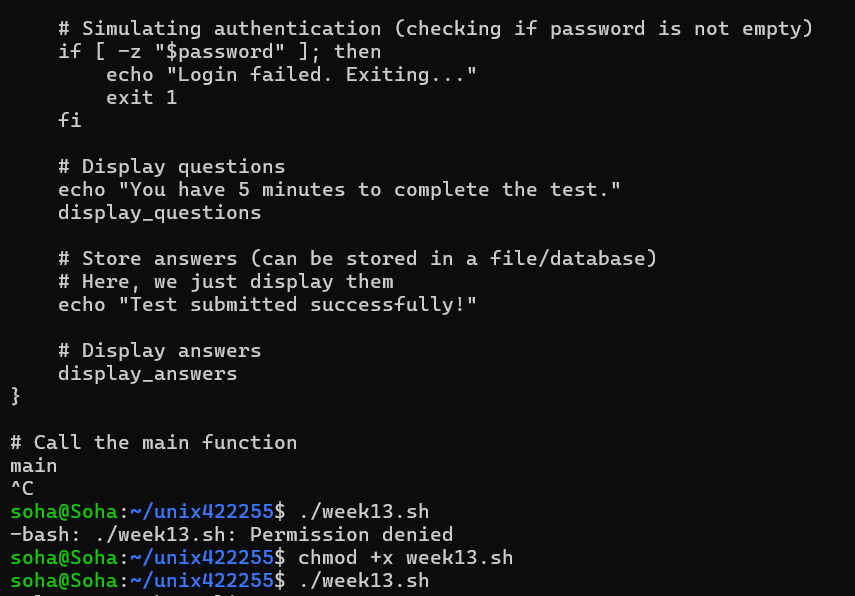 # Simulating authentication (checking if password is not empty)
if [ -z "$password" ]; then
echo "Login failed. Exiting..."
exit 1
fi
# Display questions
echo "You have 5 minutes to complete the test."
display_questions
# Store answers (can be stored in a file/database)
# Here, we just display them
echo "Test submitted successfully!"
# Display answers
display_answers
}
# Call the main function
main
^C
soha@Soha:~/unix422255$ ./week13.sh
-bash: ./week13.sh: Permission denied
soha@Soha:~/unix422255$ chmod +x week13.sh
soha@Soha:~/unix422255$ ./week13.sh